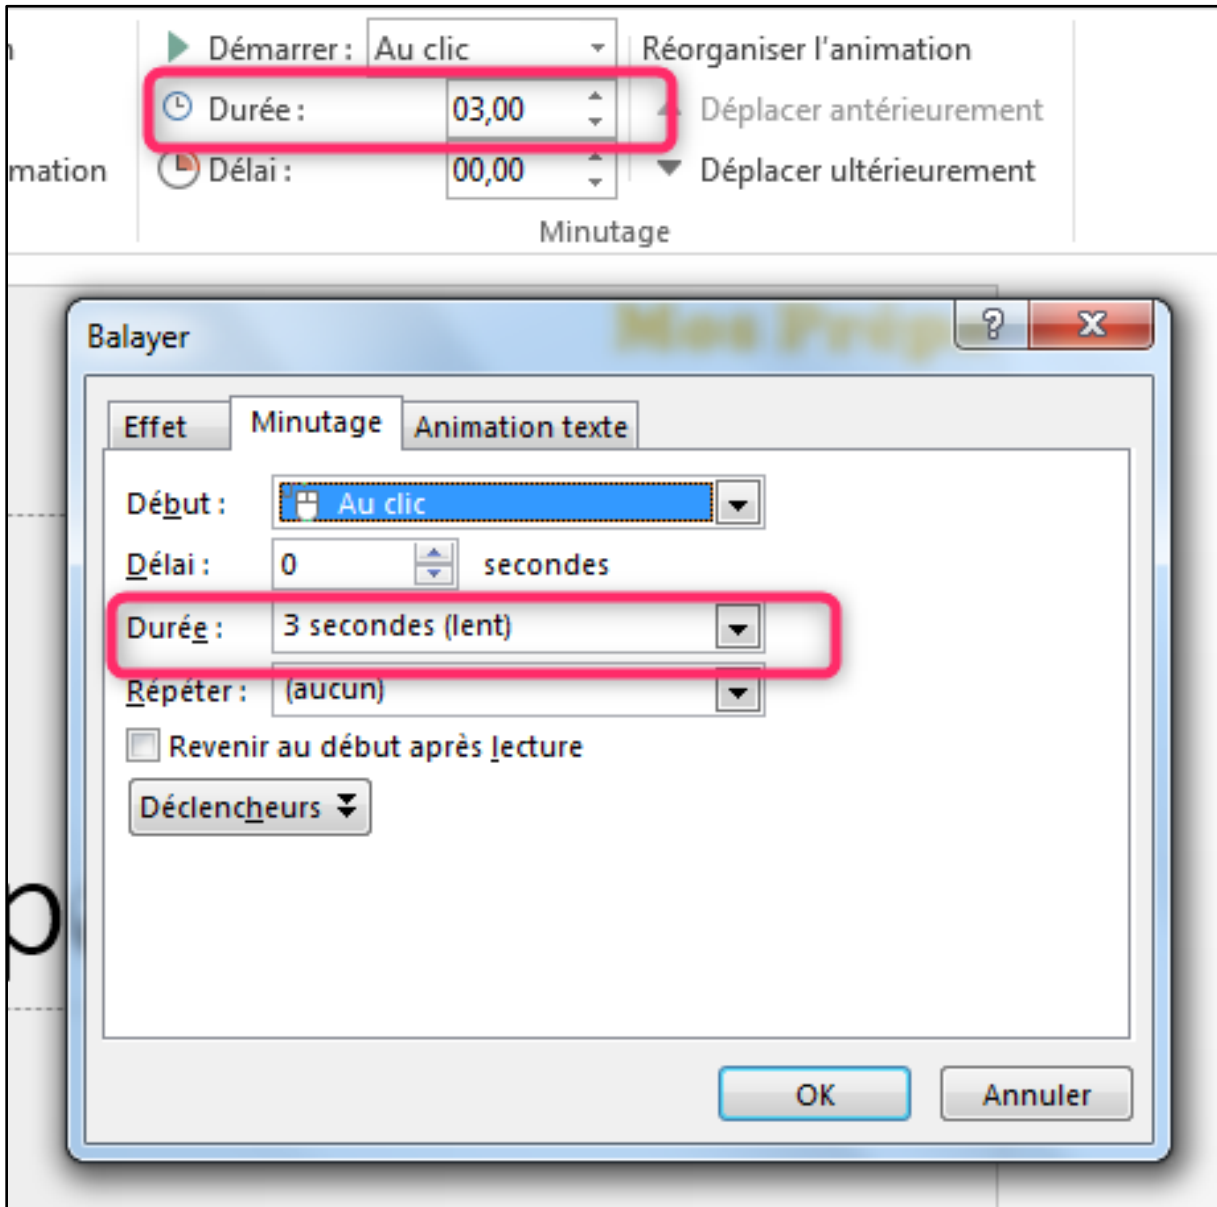 Démarrer : Au clic Réorganiser l'animation
Durée : 03,00 Déplacer antérieurement
mation Délai : 00,00 Déplacer ultérieurement
Minutage
Mes Prép
Balayer ? X
Effet Minutage Animation texte
Début : Au clic
Délai : 0 secondes
Durée : 3 secondes (lent)
Répéter : (aucun)
Revenir au début après lecture
Déclencheurs
p
OK Annuler